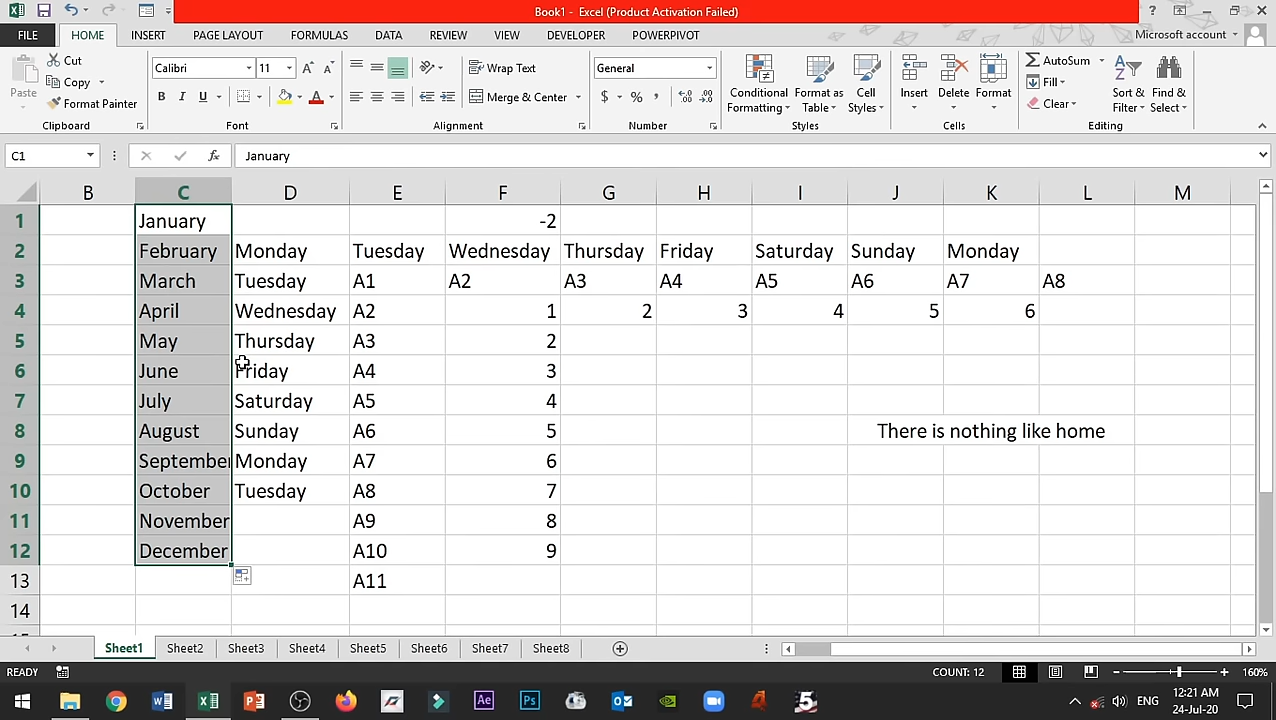 Book1 - Excel (Product Activation Failed)
FILE HOME INSERT PAGE LAYOUT FORMULAS DATA REVIEW VIEW DEVELOPER POWERPIVOT Microsoft account
Cut
Copy
Format Painter
Paste
Clipboard
Calibri 11
B I U
Font
Wrap Text
Merge & Center
Alignment
General
$ % ,
Number
Conditional Formatting
Format as Table
Cell Styles
Styles
Insert Delete Format
Cells
AutoSum
Fill
Clear
Sort & Filter
Find & Select
Editing
C1 fx January
B C D E F G H I J K L M
1 January -2
2 February Monday Tuesday Wednesday Thursday Friday Saturday Sunday Monday
3 March Tuesday A1 A2 A3 A4 A5 A6 A7 A8
4 April Wednesday A2 1 2 3 4 5 6
5 May Thursday A3 2
6 June Friday A4 3
7 July Saturday A5 4
8 August Sunday A6 5 There is nothing like home
9 September Monday A7 6
10 October Tuesday A8 7
11 November A9 8
12 December A10 9
13 A11
14
Sheet1 Sheet2 Sheet3 Sheet4 Sheet5 Sheet6 Sheet7 Sheet8
READY COUNT: 12 160%
ENG 12:21 AM
24-Jul-20